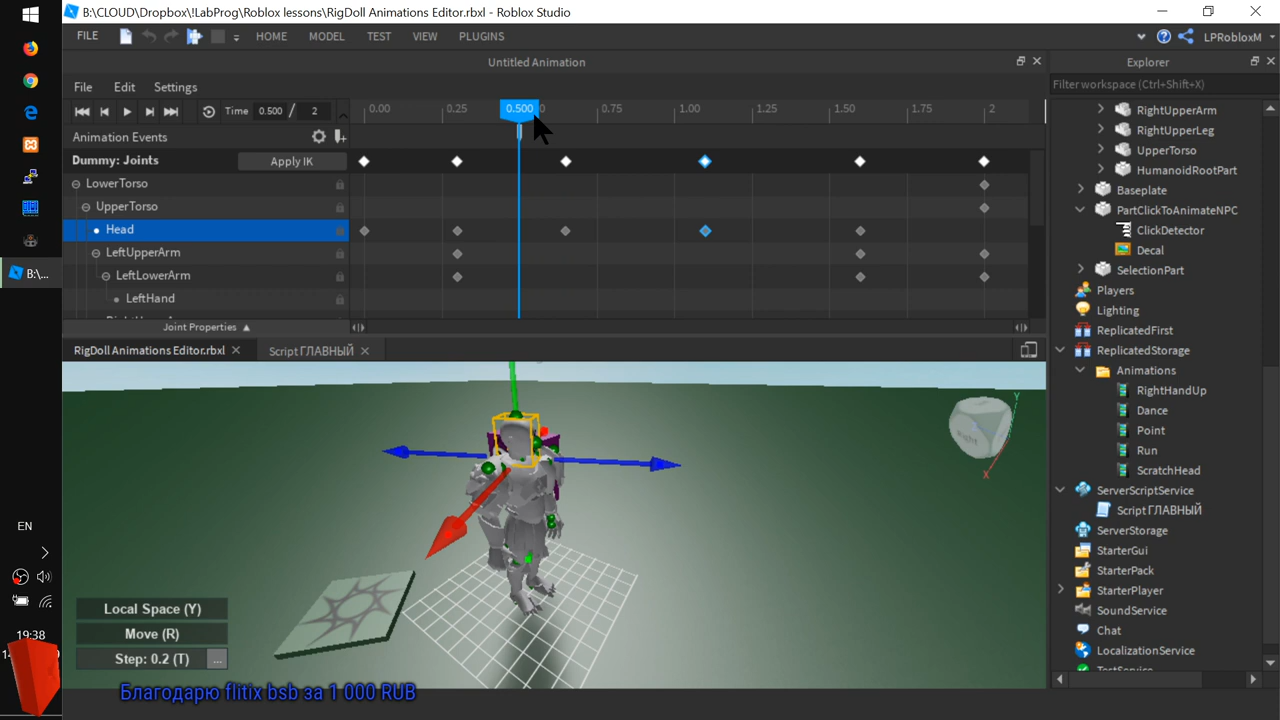 B:\CLOUD\Dropbox\!LabProg\Roblox lessons\RigDoll Animations Editor.rbxl - Roblox Studio
FILE HOME MODEL TEST VIEW PLUGINS LPRobloxM
Untitled Animation
Explorer
File Edit Settings
Filter workspace (Ctrl+Shift+X)
Time 0.500 / 2
0.00 0.25 0.500 0.75 1.00 1.25 1.50 1.75 2
Animation Events
Dummy: Joints
Apply IK
LowerTorso
UpperTorso
Head
LeftUpperArm
LeftLowerArm
LeftHand
Joint Properties
RigDoll Animations Editor.rbxl
Script ГЛАВНЫЙ
RightUpperArm
RightUpperLeg
UpperTorso
HumanoidRootPart
Baseplate
PartClickToAnimateNPC
ClickDetector
Decal
SelectionPart
Players
Lighting
ReplicatedFirst
ReplicatedStorage
Animations
RightHandUp
Dance
Point
Run
ScratchHead
ServerScriptService
Script ГЛАВНЫЙ
ServerStorage
StarterGui
StarterPack
StarterPlayer
SoundService
Chat
LocalizationService
TestService
Right
Y
X
Local Space (Y)
Move (R)
Step: 0.2 (T) ...
B:\...
EN
19:38
Благодарю flitix bsb за 1 000 RUB